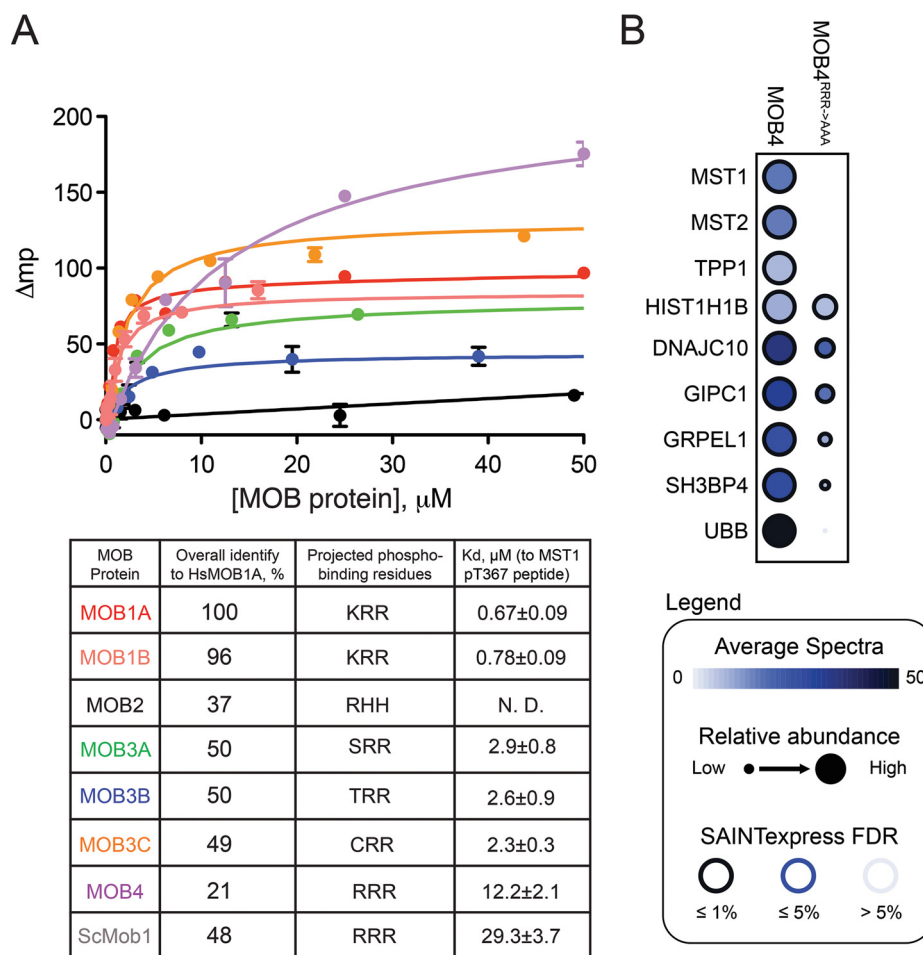 A
200
150
100
50
0
Δmp
0 10 20 30 40 50
[MOB protein], μM
MOB Protein | Overall identify to HsMOB1A, % | Projected phospho-binding residues | Kd, μM (to MST1 pT367 peptide)
MOB1A 100 KRR 0.67±0.09
MOB1B 96 KRR 0.78±0.09
MOB2 37 RHH N. D.
MOB3A 50 SRR 2.9±0.8
MOB3B 50 TRR 2.6±0.9
MOB3C 49 CRR 2.3±0.3
MOB4 21 RRR 12.2±2.1
ScMob1 48 RRR 29.3±3.7
B
MOB4
MOB4RRR->AAA
MST1
MST2
TPP1
HIST1H1B
DNAJC10
GIPC1
GRPEL1
SH3BP4
UBB
Legend
Average Spectra
0 50
Relative abundance
Low High
SAINTexpress FDR
≤ 1% ≤ 5% > 5%